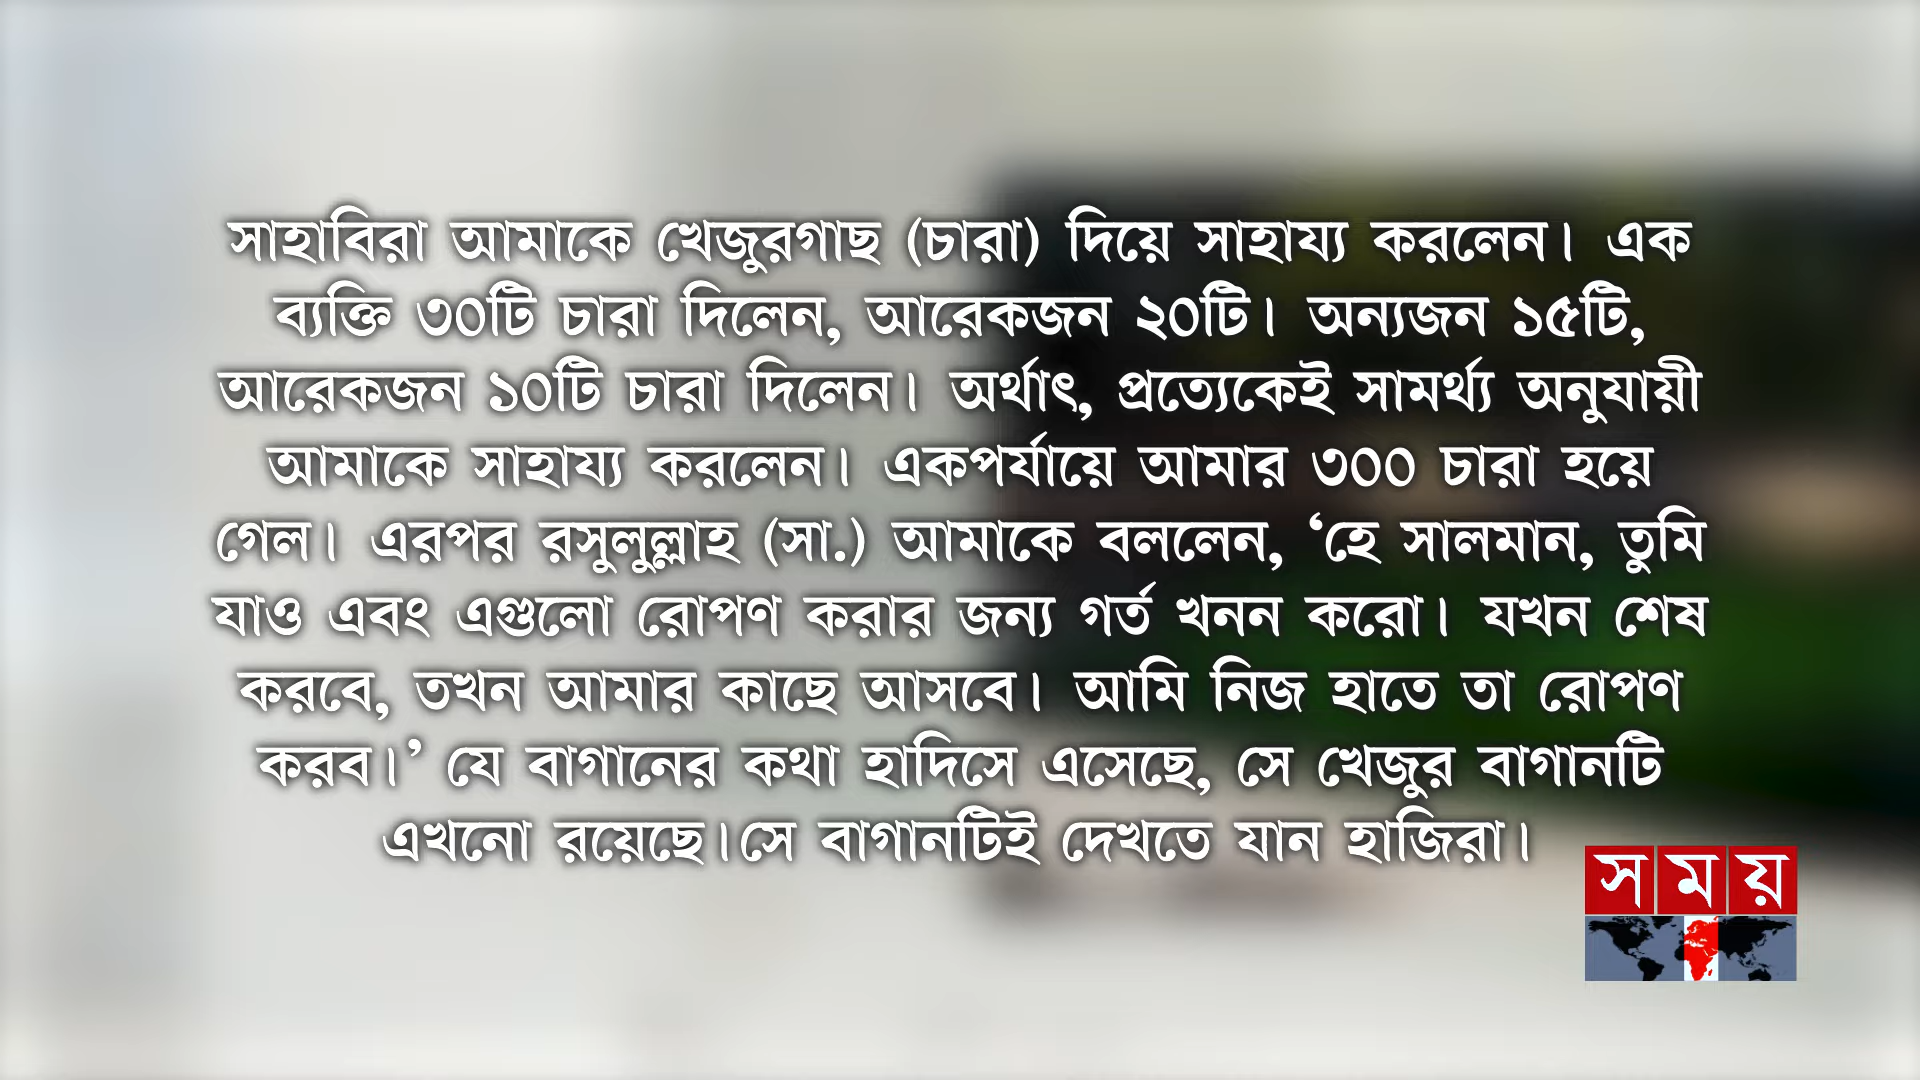 সাহাবিরা আমাকে খেজুরগাছ (চারা) দিয়ে সাহায্য করলেন। এক
ব্যক্তি ৩০টি চারা দিলেন, আরেকজন ২০টি। অন্যজন ১৫টি,
আরেকজন ১০টি চারা দিলেন। অর্থাৎ, প্রত্যেকেই সামর্থ্য অনুযায়ী
আমাকে সাহায্য করলেন। একপর্যায়ে আমার ৩০০ চারা হয়ে
গেল। এরপর রসুলুল্লাহ (সা.) আমাকে বললেন, ‘হে সালমান, তুমি
যাও এবং এগুলো রোপণ করার জন্য গর্ত খনন করো। যখন শেষ
করবে, তখন আমার কাছে আসবে। আমি নিজ হাতে তা রোপণ
করব।’ যে বাগানের কথা হাদিসে এসেছে, সে খেজুর বাগানটি
এখনো রয়েছে।সে বাগানটিই দেখতে যান হাজিরা।
সময়